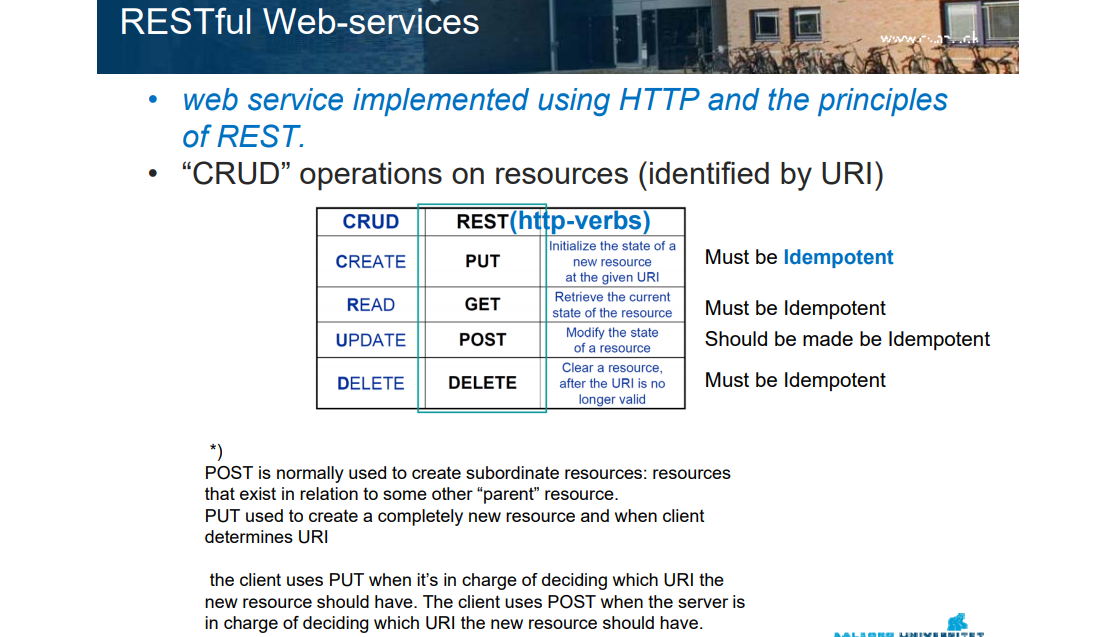 RESTful Web-services
• web service implemented using HTTP and the principles
of REST.
• “CRUD” operations on resources (identified by URI)
CRUD REST(http-verbs)
CREATE PUT Initialize the state of a
new resource
at the given URI
Must be Idempotent
READ GET Retrieve the current
state of the resource
Must be Idempotent
UPDATE POST Modify the state
of a resource
Should be made be Idempotent
DELETE DELETE Clear a resource,
after the URI is no
longer valid
Must be Idempotent
*)
POST is normally used to create subordinate resources: resources
that exist in relation to some other “parent” resource.
PUT used to create a completely new resource and when client
determines URI
the client uses PUT when it’s in charge of deciding which URI the
new resource should have. The client uses POST when the server is
in charge of deciding which URI the new resource should have.